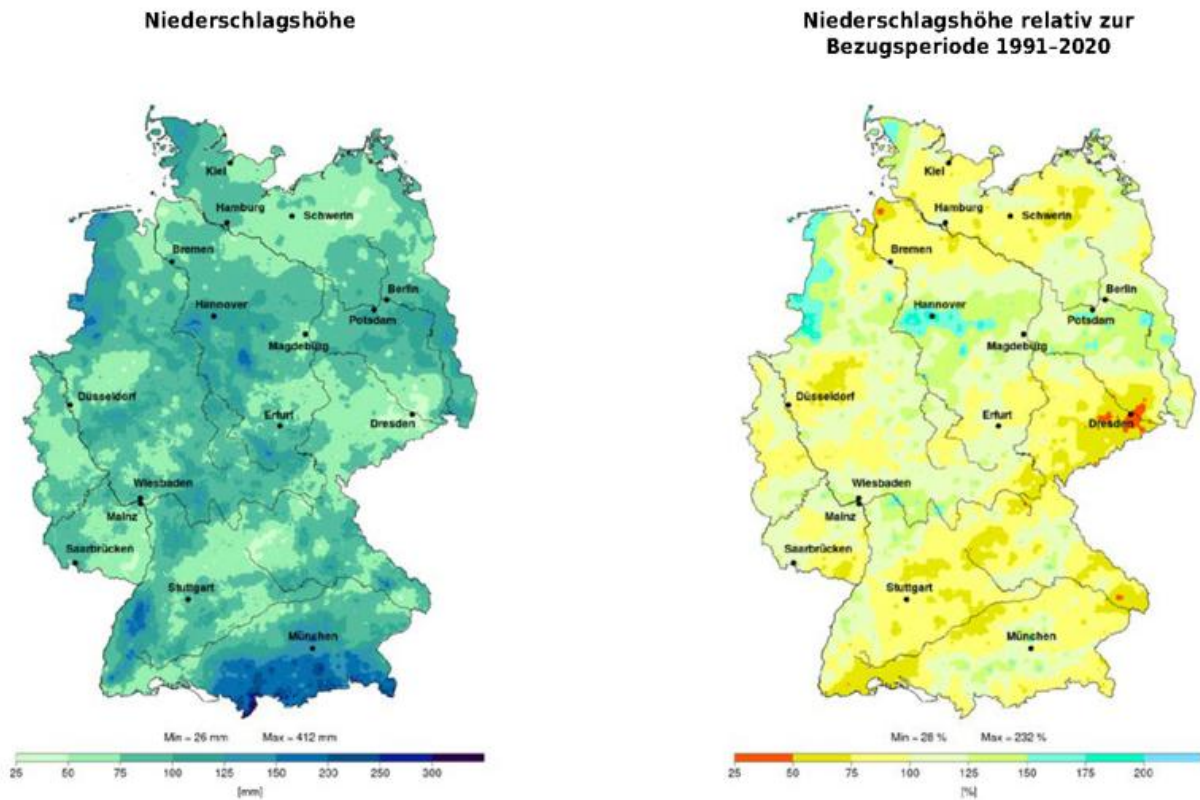 Niederschlagshöhe
Kiel
Hamburg
Schwerin
Bremen
Berlin
Hannover
Potsdam
Magdeburg
Düsseldorf
Erfurt
Dresden
Wiesbaden
Mainz
Saarbrücken
Stuttgart
München
Min = 26 mm Max = 412 mm
25 50 75 100 125 150 200 250 300
[mm]
Niederschlagshöhe relativ zur
Bezugsperiode 1991–2020
Kiel
Hamburg
Schwerin
Bremen
Berlin
Hannover
Potsdam
Magdeburg
Düsseldorf
Erfurt
Dresden
Wiesbaden
Mainz
Saarbrücken
Stuttgart
München
Min = 28 % Max = 232 %
25 50 75 100 125 150 175 200
[%]